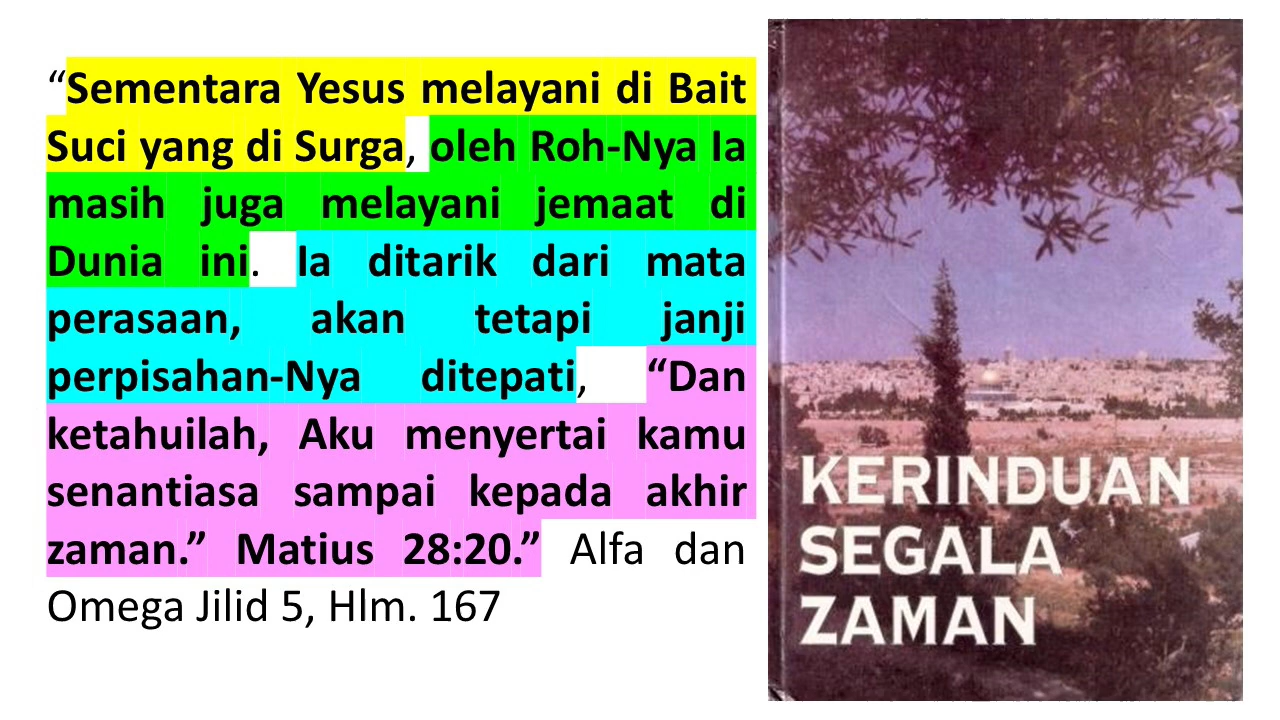 “Sementara Yesus melayani di Bait
Suci yang di Surga, oleh Roh-Nya Ia
masih juga melayani jemaat di
Dunia ini. Ia ditarik dari mata
perasaan, akan tetapi janji
perpisahan-Nya ditepati, “Dan
ketahuilah, Aku menyertai kamu
senantiasa sampai kepada akhir
zaman.” Matius 28:20.” Alfa dan
Omega Jilid 5, Hlm. 167
KERINDUAN
SEGALA
ZAMAN